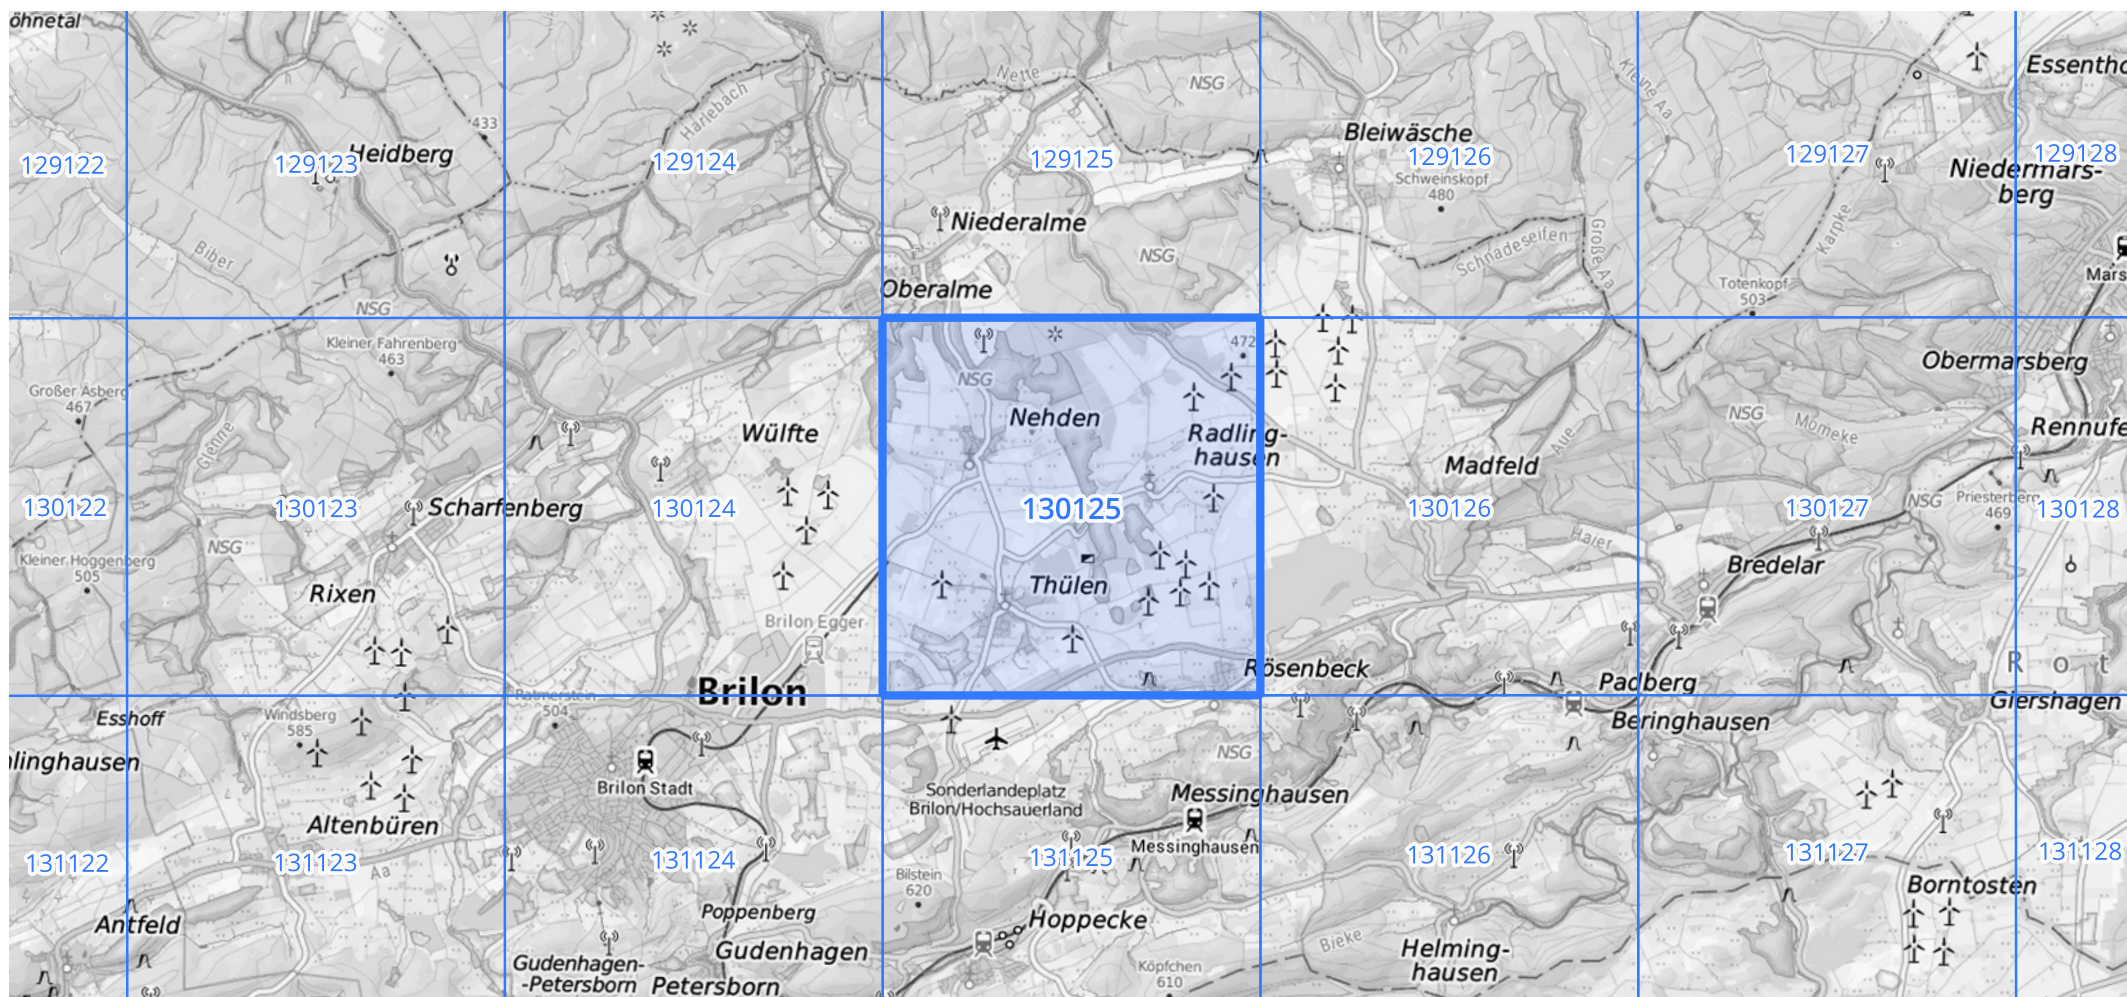 öhnetal
Nette
NSG
Kleine Aa
Essentho
433
Heidberg
Harlebach
Bleiwäsche
129122
129123
129124
129125
129126
129127
129128
Schweinskopf
480
Niedermars-
berg
Biber
Niederalme
NSG
Schnadeseifen
Große Aa
Karpke
Mars
NSG
Oberalme
Totenkopf
503
Kleiner Fahrenberg
463
472
Großer Asberg
467
NSG
Obermarsberg
Glenne
Wülfte
Nehden
Radling-
hausen
Madfeld
Aue
NSG
Momeke
Rennufe
130122
130123
Scharfenberg
130124
130125
130126
130127
130128
NSG
Priesterberg
469
NSG
Kleiner Hoggenberg
505
Haier
Bredelar
Rixen
Thülen
Brilon Egger
Rösenbeck
Padberg
R o t
Brilon
Ratmerstein
504
Giershagen
Esshoff
Windsberg
585
Köpfchen
Beringhausen
NSG
hlinghausen
Brilon Stadt
Sonderlandeplatz
Brilon/Hochsauerland
Messinghausen
Altenbüren
Messinghausen
131122
131123
131124
131125
131126
131127
131128
Aa
Bilstein
620
Borntosten
Antfeld
Poppenberg
Hoppecke
Gudenhagen
Bieke
Helming-
hausen
Gudenhagen-
-Petersborn
Petersborn
Köpfchen
610